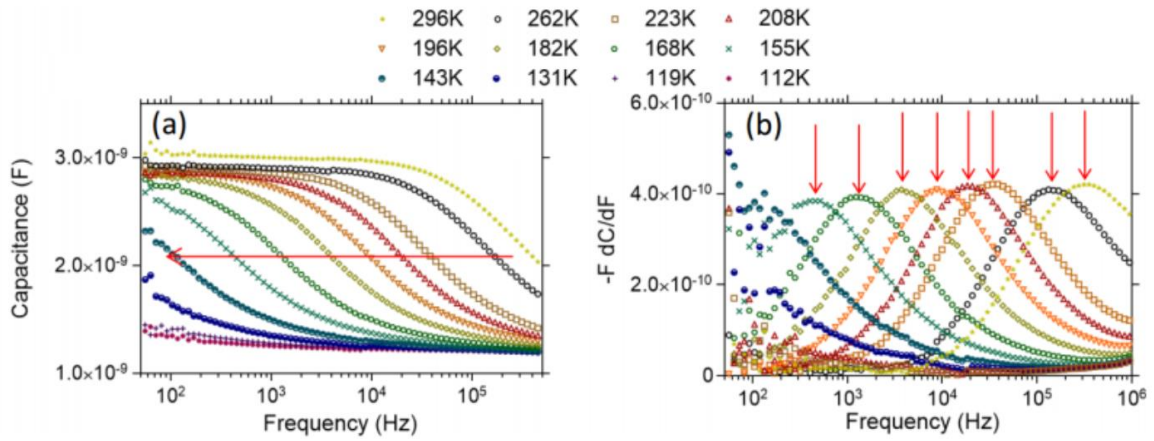 296K 262K 223K 208K
196K 182K 168K 155K
143K 131K 119K 112K
(a)
Capacitance (F)
3.0×10⁻⁹
2.0×10⁻⁹
1.0×10⁻⁹
10² 10³ 10⁴ 10⁵
Frequency (Hz)
(b)
-F dC/dF
6.0×10⁻¹⁰
4.0×10⁻¹⁰
2.0×10⁻¹⁰
0
10² 10³ 10⁴ 10⁵ 10⁶
Frequency (Hz)